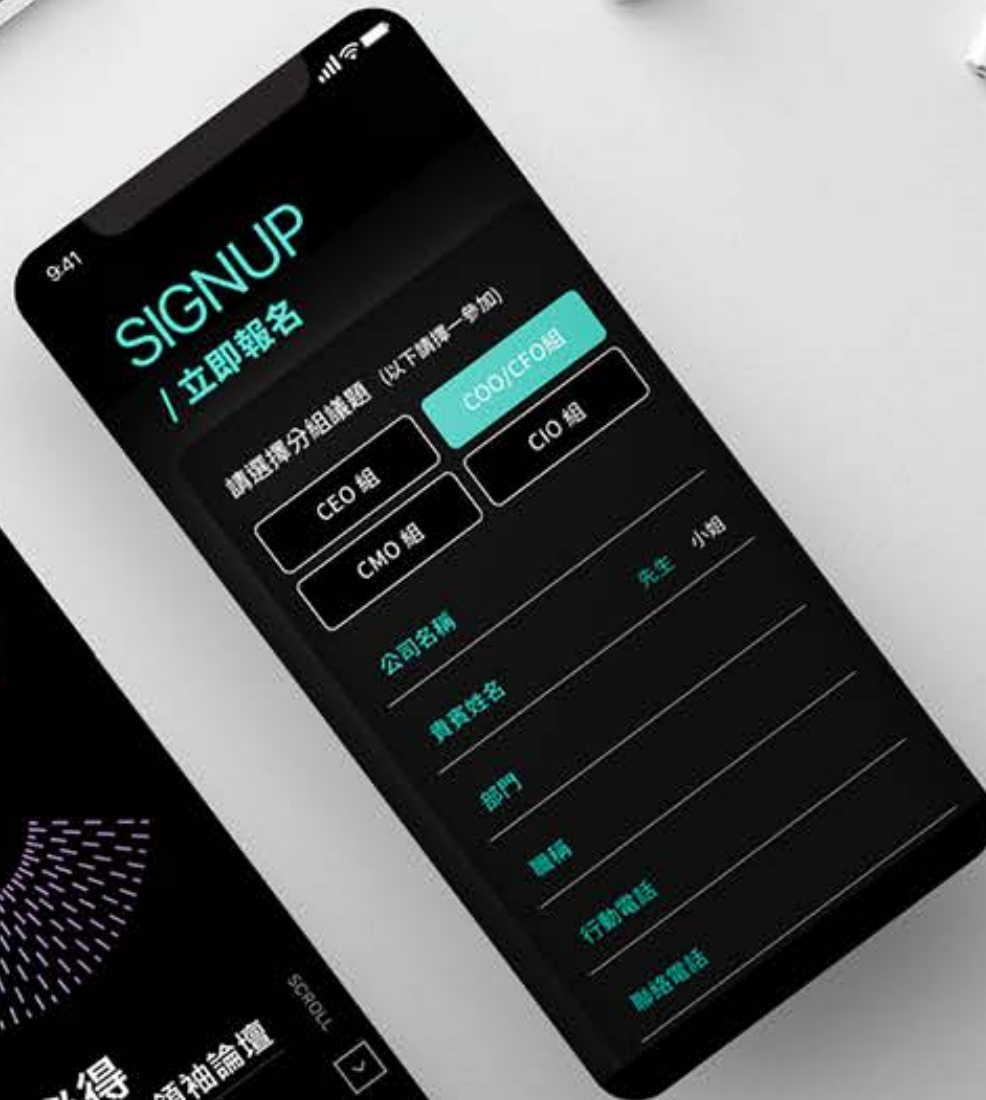 9:41
SIGNUP
/ 立即報名
請選擇分組議題 (以下請擇一參加)
CEO 組
COO/CFO組
CMO 組
CIO 組
公司名稱
貴賓姓名 先生 小姐
部門
職稱
行動電話
聯絡電話
SCROLL
得
領袖論壇